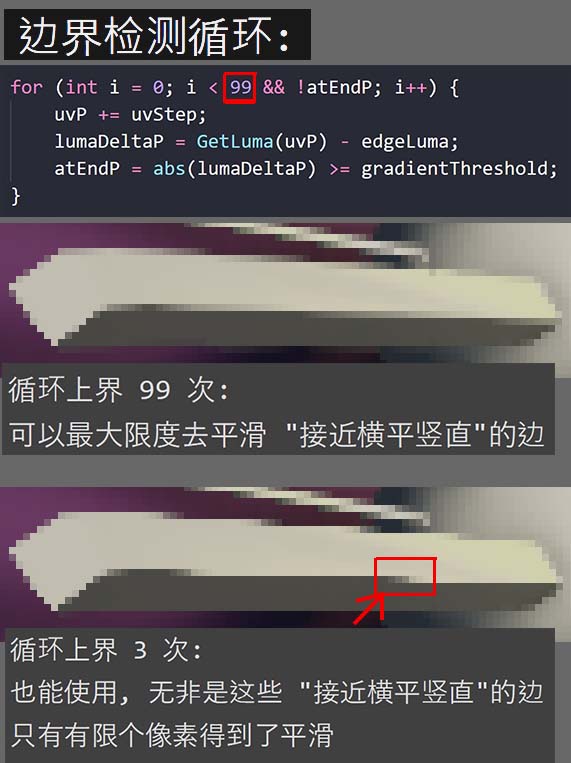 边界检测循环:
for (int i = 0; i < 99 && !atEndP; i++) {
    uvP += uvStep;
    lumaDeltaP = GetLuma(uvP) - edgeLuma;
    atEndP = abs(lumaDeltaP) >= gradientThreshold;
}
循环上界 99 次:
可以最大限度去平滑 "接近横平竖直"的边
循环上界 3 次:
也能使用, 无非是这些 "接近横平竖直"的边
只有有限个像素得到了平滑